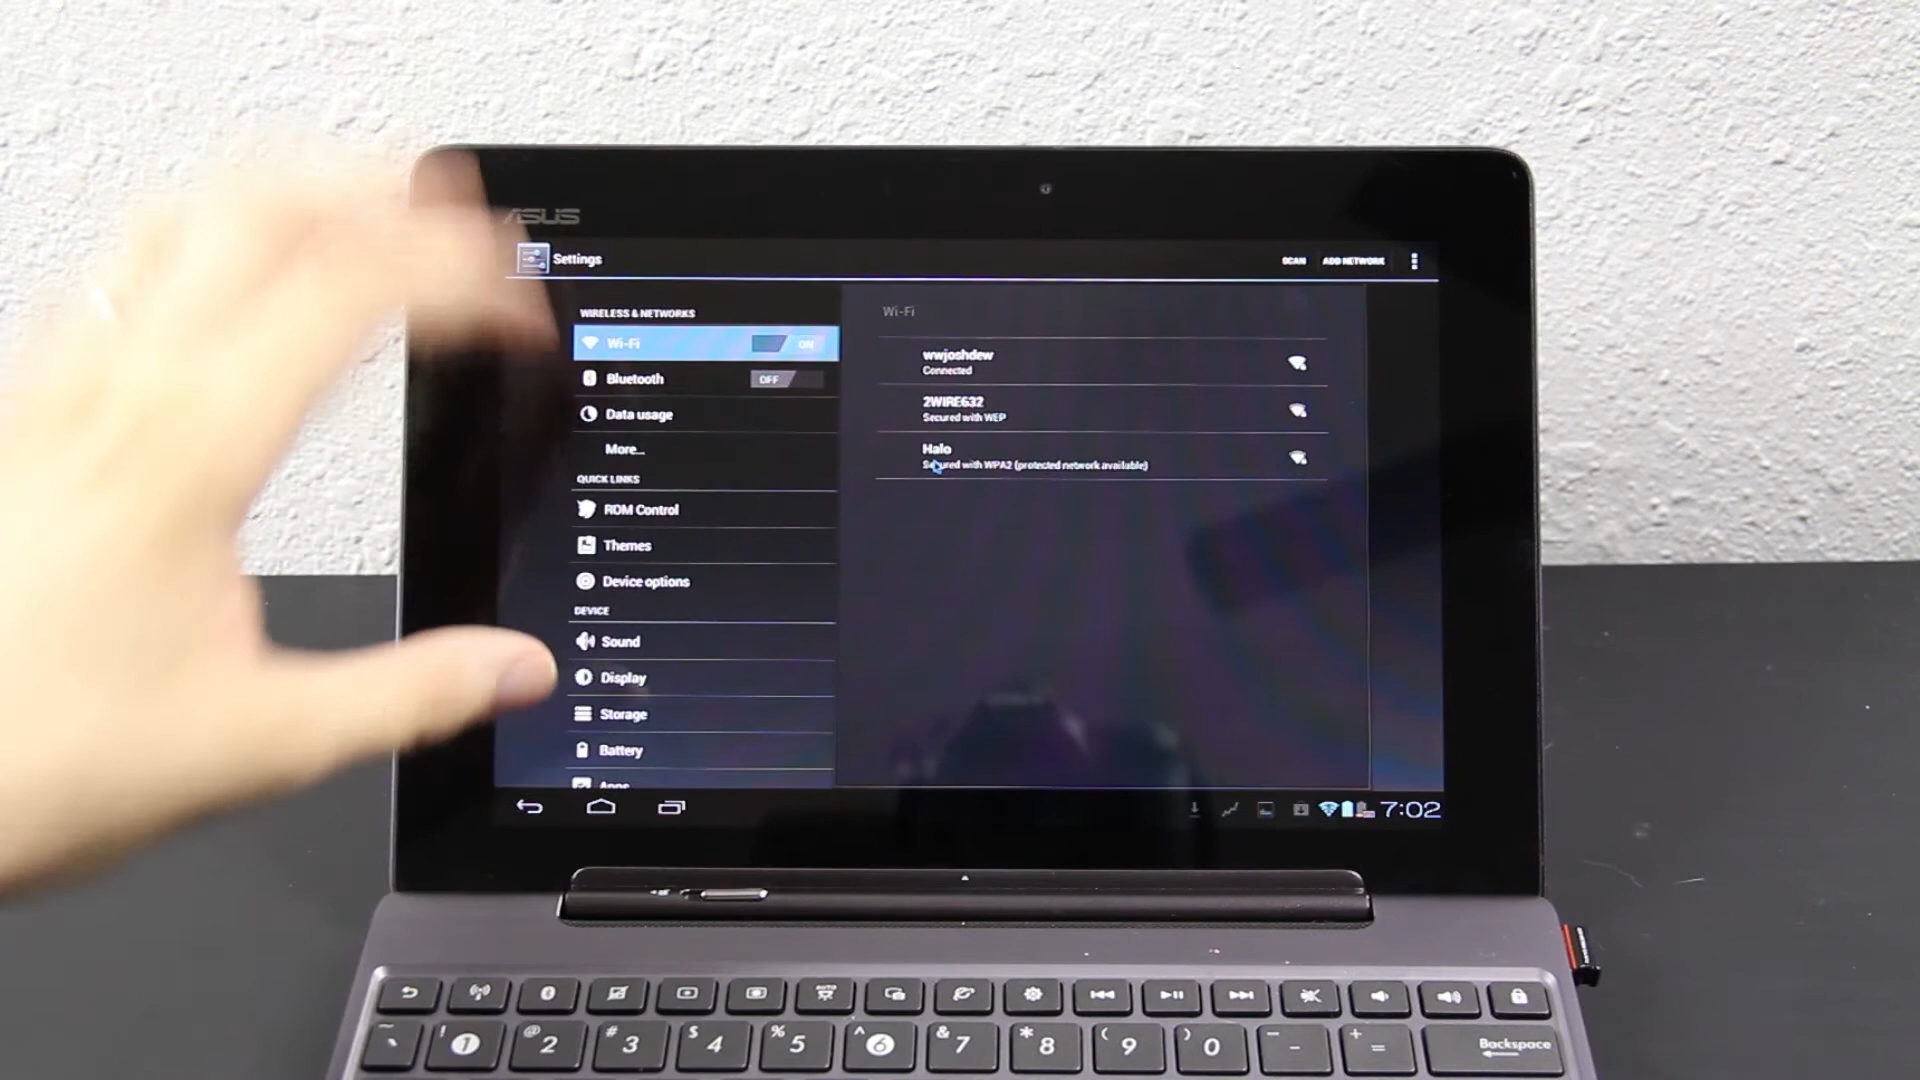 ASUS
Settings
SCAN
ADD NETWORK
WIRELESS & NETWORKS
Wi-Fi
ON
Bluetooth
OFF
Data usage
More...
QUICK LINKS
ROM Control
Themes
Device options
DEVICE
Sound
Display
Storage
Battery
Apps
Wi-Fi
wwjoshdew
Connected
2WIRE632
Secured with WEP
Halo
Secured with WPA2 (protected network available)
7:02
AUTO
~ ` ! 1 @ 2 # 3 $ 4 % 5 ^ 6 & 7 * 8 ( 9 ) 0 _ - + = Backspace